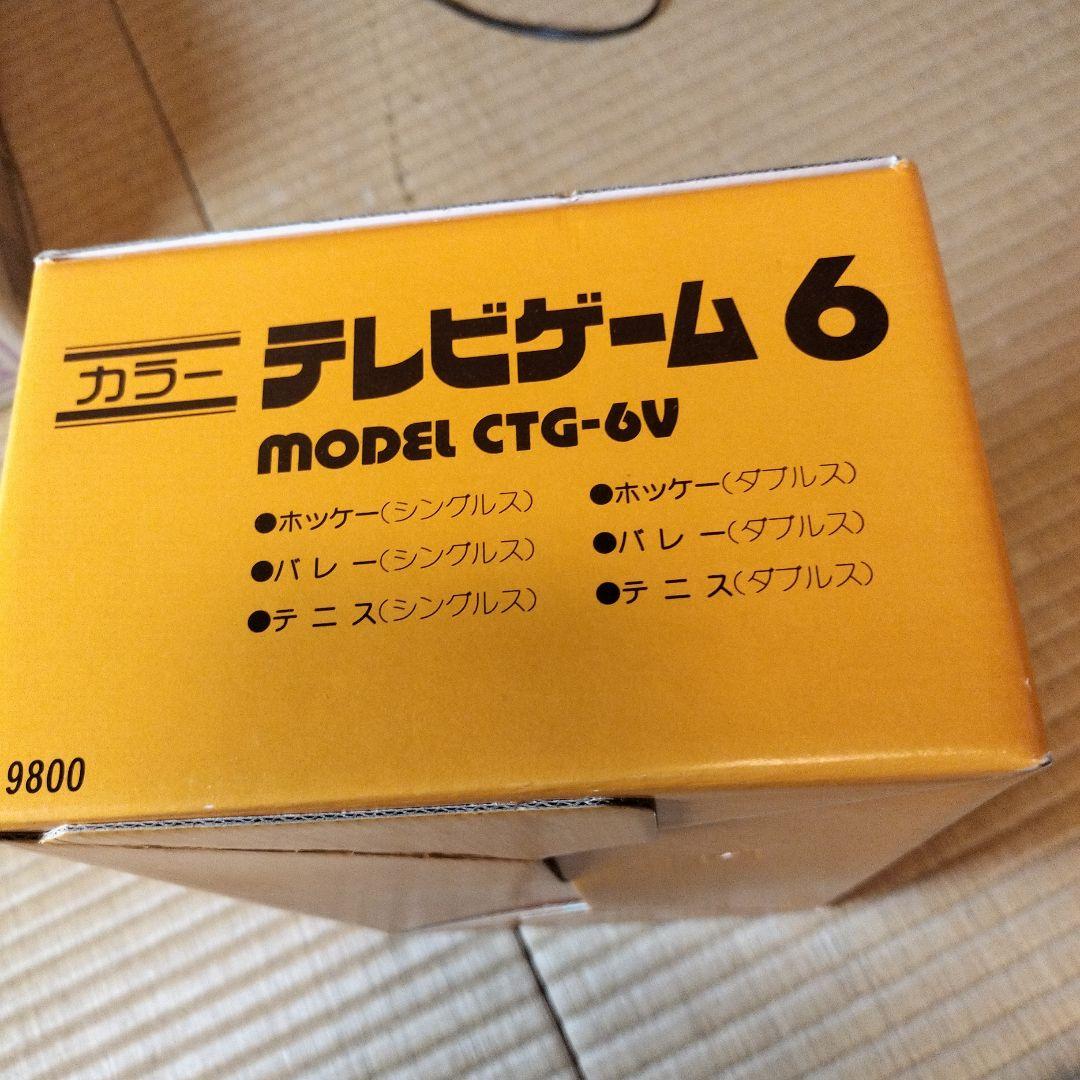 カラー テレビゲーム 6
MODEL CTG-6V
●ホッケー(シングルス) ●ホッケー(ダブルス)
●バレー(シングルス) ●バレー(ダブルス)
●テニス(シングルス) ●テニス(ダブルス)
9800